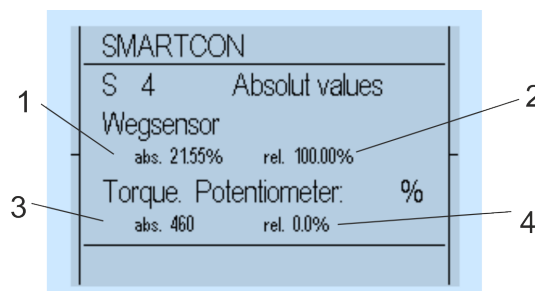 SMARTCON
S 4 Absolut values
Wegsensor
abs. 21.55% rel. 100.00%
Torque. Potentiometer: %
abs. 460 rel. 0.0%
1
2
3
4